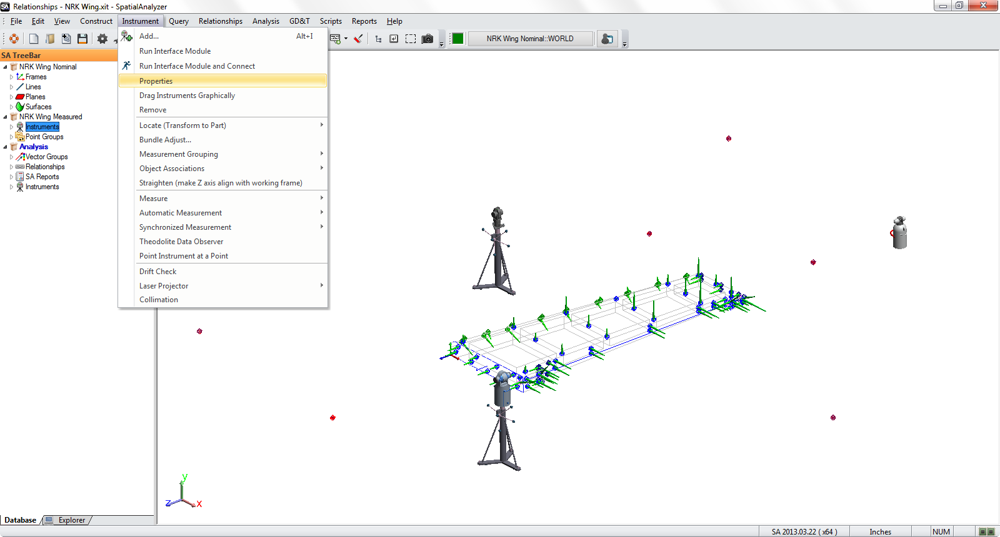 SA Relationships - NRK Wing.xit - SpatialAnalyzer
File Edit View Construct Instrument Query Relationships Analysis GD&T Scripts Reports Help
NRK Wing Nominal::WORLD
SA TreeBar
NRK Wing Nominal
Frames
Lines
Planes
Surfaces
NRK Wing Measured
Instruments
Point Groups
Analysis
Vector Groups
Relationships
SA Reports
Instruments
Add... Alt+I
Run Interface Module
Run Interface Module and Connect
Properties
Drag Instruments Graphically
Remove
Locate (Transform to Part)
Bundle Adjust...
Measurement Grouping
Object Associations
Straighten (make Z axis align with working frame)
Measure
Automatic Measurement
Synchronized Measurement
Theodolite Data Observer
Point Instrument at a Point
Drift Check
Laser Projector
Collimation
y
Z X
Database Explorer
SA 2013.03.22 ( x64 ) Inches NUM